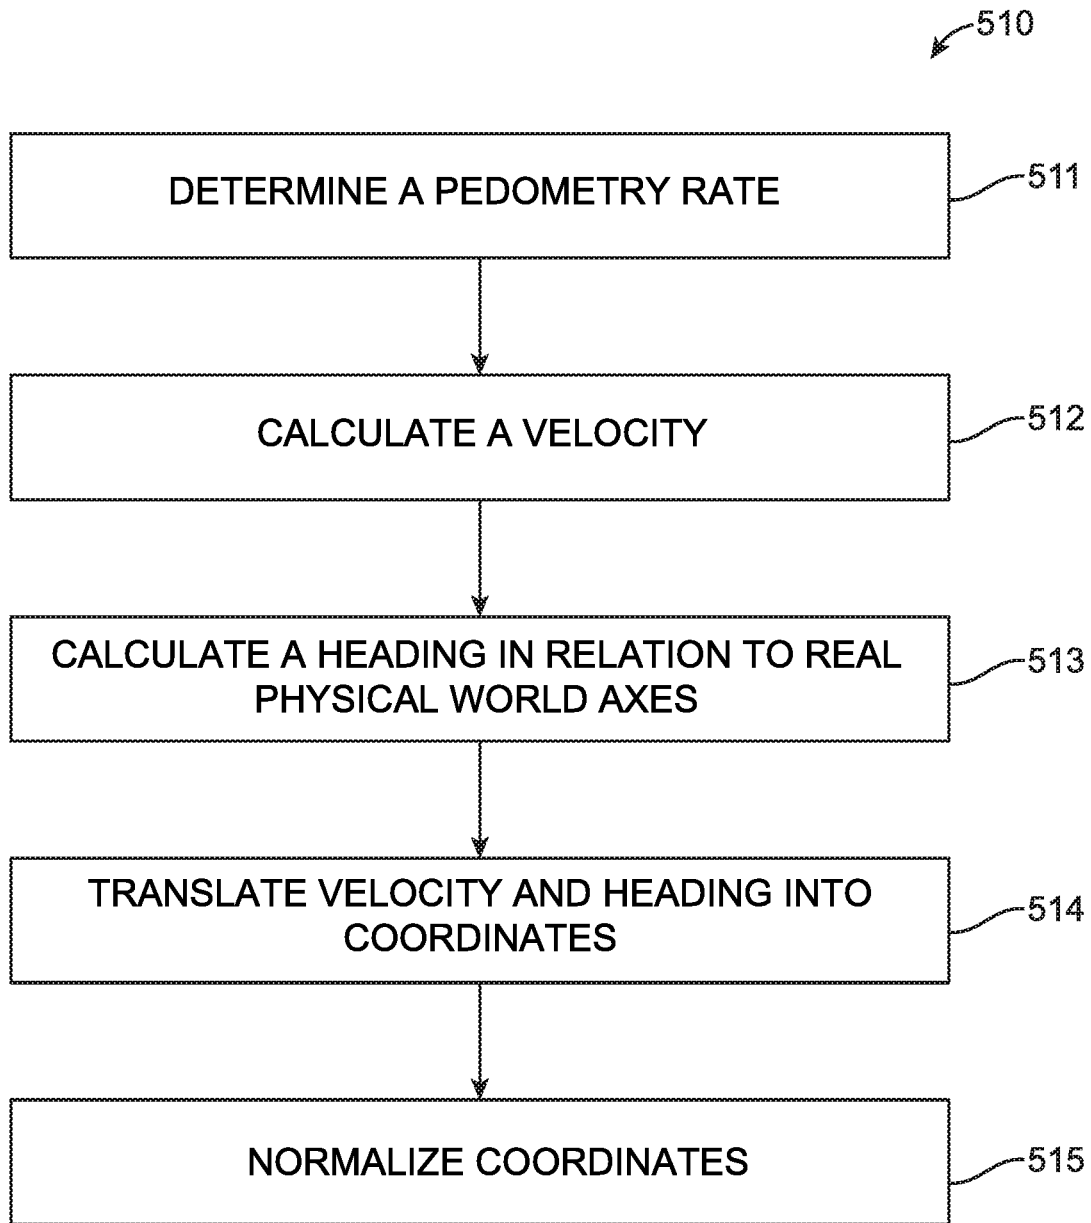 510
DETERMINE A PEDOMETRY RATE
511
CALCULATE A VELOCITY
512
CALCULATE A HEADING IN RELATION TO REAL
PHYSICAL WORLD AXES
513
TRANSLATE VELOCITY AND HEADING INTO
COORDINATES
514
NORMALIZE COORDINATES
515